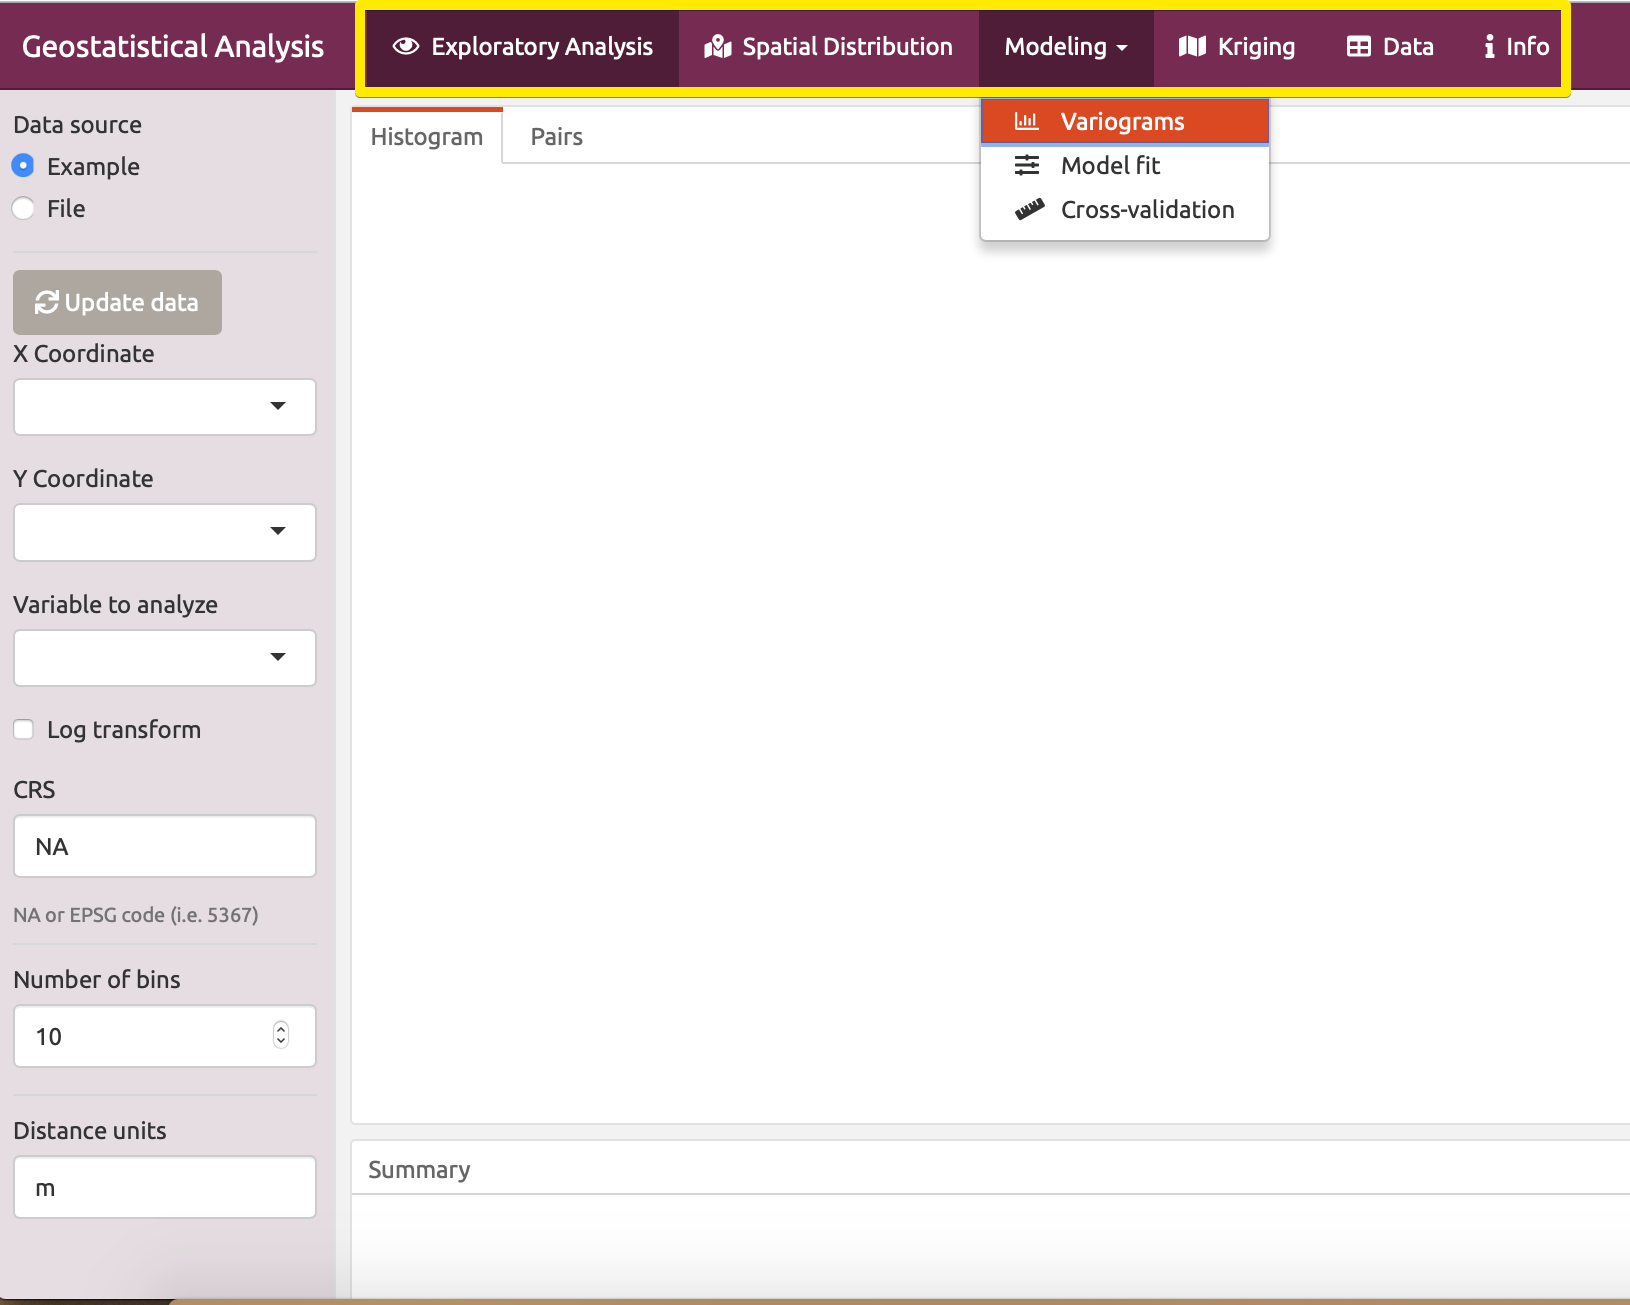 Geostatistical Analysis
Exploratory Analysis
Spatial Distribution
Modeling
Kriging
Data
Info
Variograms
Model fit
Cross-validation
Data source
Example
File
Update data
X Coordinate
Y Coordinate
Variable to analyze
Log transform
CRS
NA
NA or EPSG code (i.e. 5367)
Number of bins
10
Distance units
m
Histogram
Pairs
Summary